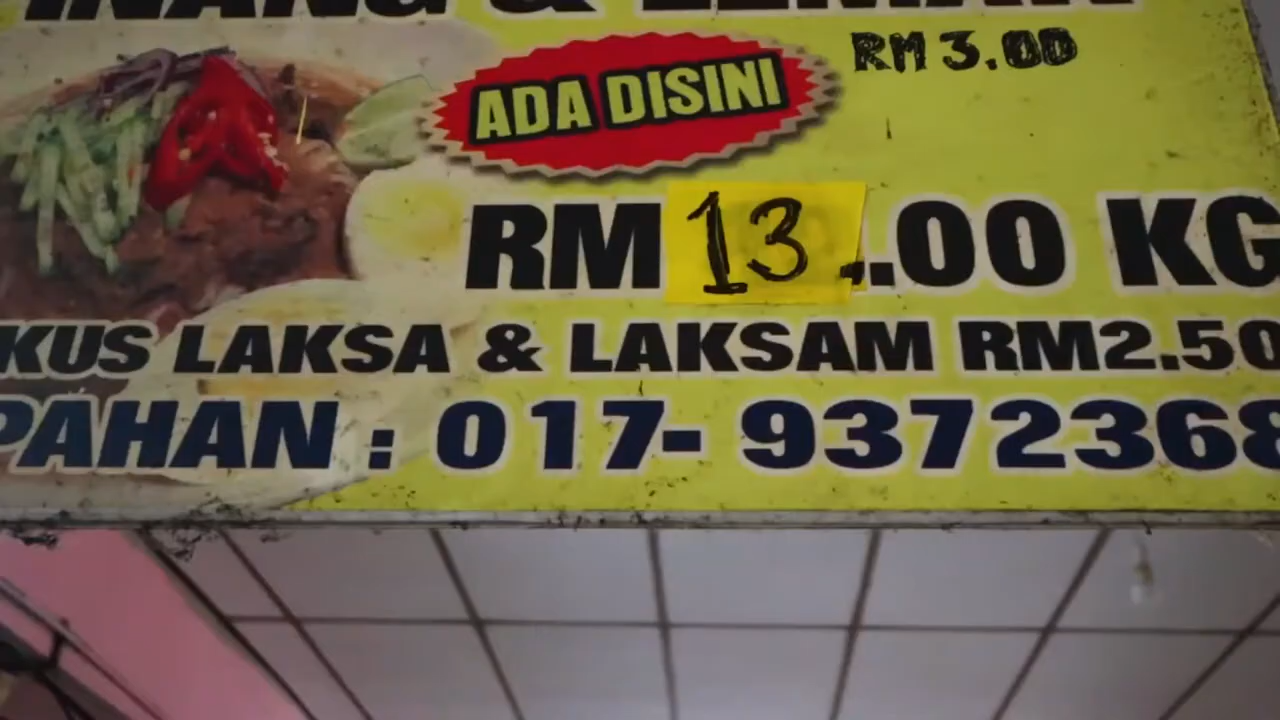 RM 3.00
ADA DISINI
RM 13.00 KG
KUS LAKSA & LAKSAM RM2.50
PAHAN : 017- 9372368